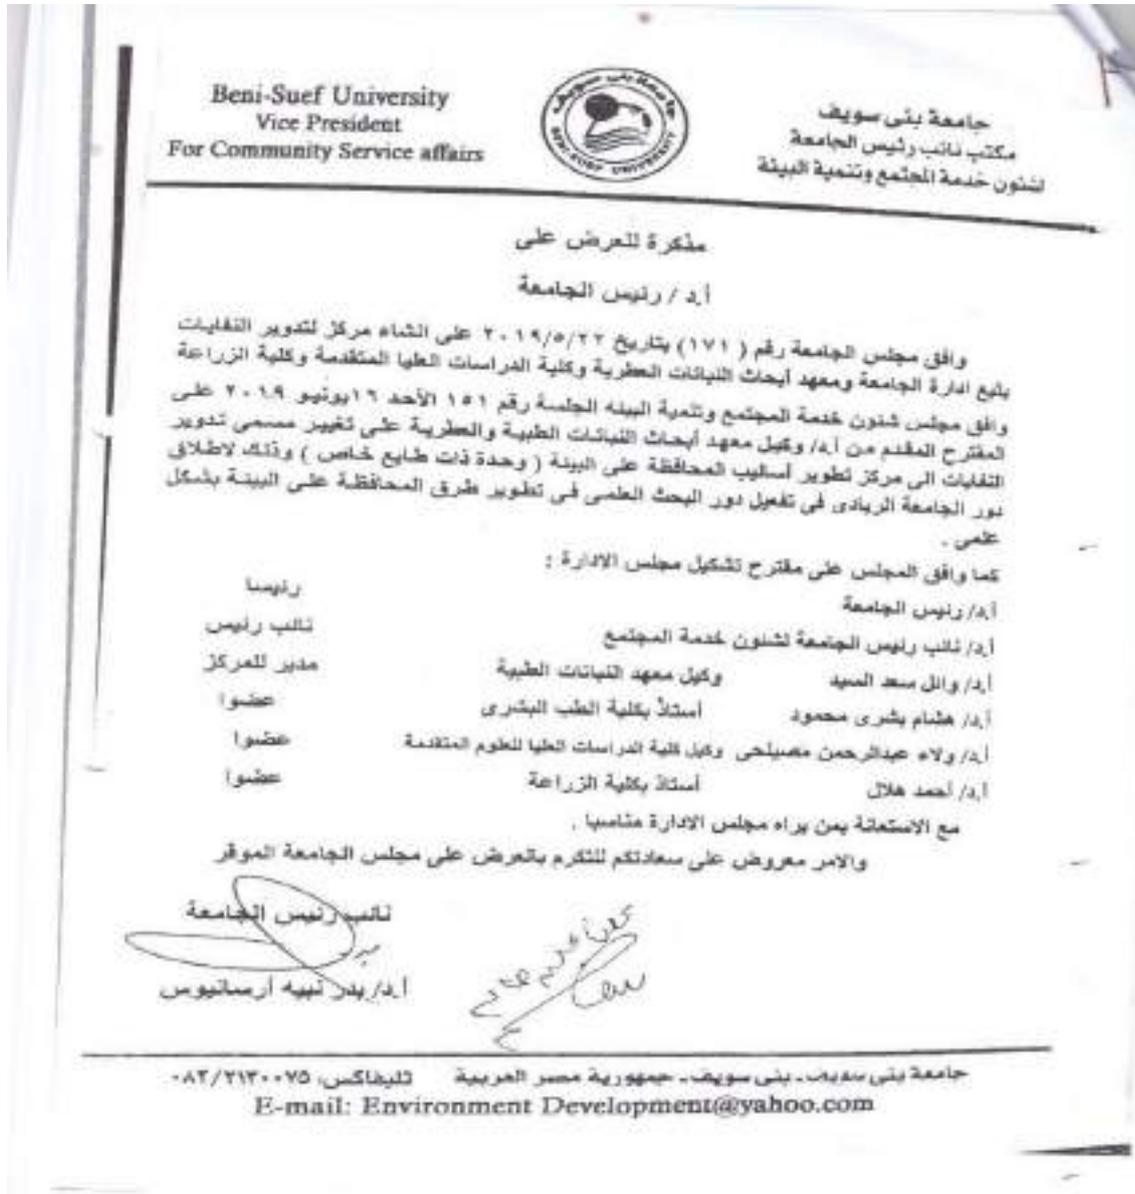 Beni-Suef University
Vice President
For Community Service affairs
جامعة بنى سويف
BENI-SUEF UNIVERSITY
جامعة بنى سويف
مكتب نائب رئيس الجامعة
لشئون خدمة المجتمع وتنمية البيئة
مذكرة للعرض على
أ.د / رئيس الجامعة
وافق مجلس الجامعة رقم ( ١٧١ ) بتاريخ ٢٠١٩/٥/٢٢ على انشاء مركز لتدوير النفايات
يتبع ادارة الجامعة ومعهد أبحاث النباتات العطرية وكلية الدراسات العليا المتقدمة وكلية الزراعة
وافق مجلس شئون خدمة المجتمع وتنمية البيئه الجلسة رقم ١٥١ الأحد ١٦يونيو ٢٠١٩ على
المقترح المقدم من أ.د/ وكيل معهد أبحاث النباتات الطبية والعطرية على تغيير مسمى تدوير
النفايات الى مركز تطوير أساليب المحافظة على البيئة ( وحدة ذات طابع خاص ) وذلك لاطلاق
دور الجامعة الريادى فى تفعيل دور البحث العلمى فى تطوير طرق المحافظة على البيئة بشكل
علمى .
كما وافق المجلس على مقترح تشكيل مجلس الادارة :
أ.د/ رئيس الجامعة رئيسا
أ.د/ نائب رئيس الجامعة لشئون خدمة المجتمع نائب رئيس
أ.د/ وائل سعد السيد وكيل معهد النباتات الطبية مدير للمركز
أ.د/ هشام بشرى محمود أستاذ بكلية الطب البشرى عضوا
أ.د/ ولاء عبدالرحمن مصيلحى وكيل كلية الدراسات العليا للعلوم المتقدمة عضوا
أ.د/ أحمد هلال أستاذ بكلية الزراعة عضوا
مع الاستعانة بمن يراه مجلس الادارة مناسبا .
والامر معروض على سعادتكم للتكرم بالعرض على مجلس الجامعة الموقر
نائب رئيس الجامعة
أ.د/ بدر نبيه أرسانيوس
جامعة بنى سويف - بنى سويف - جمهورية مصر العربية تليفاكس: ٠٨٢/٢١٣٠٠٧٥
E-mail: Environment Development@yahoo.com